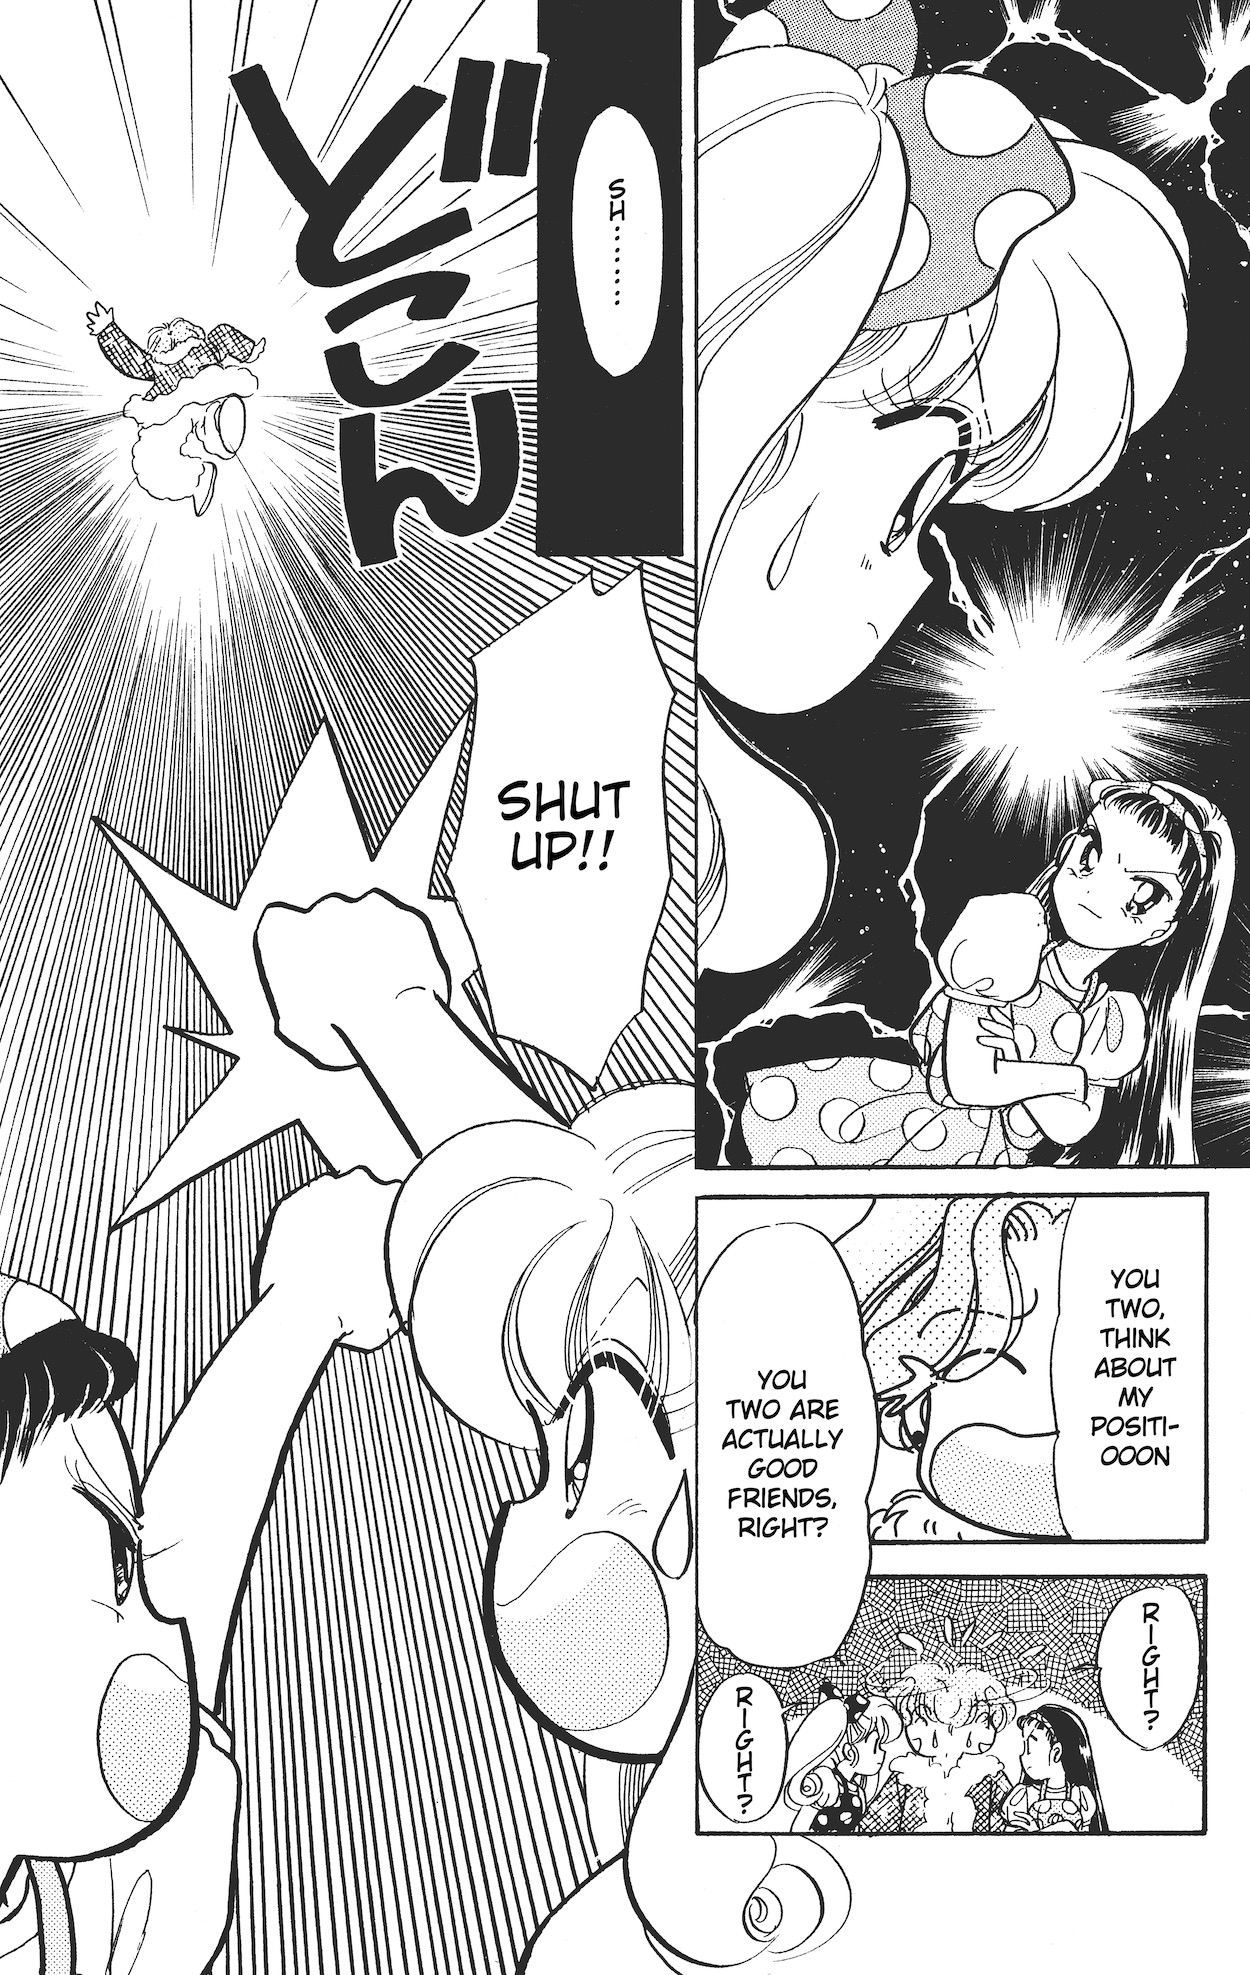 YOU
TWO,
THINK
ABOUT
MY
POSITI-
OOON
YOU
TWO ARE
ACTUALLY
GOOD
FRIENDS,
RIGHT?
RIGHT?
RIGHT?
SH........
SHUT
UP!!
どこん